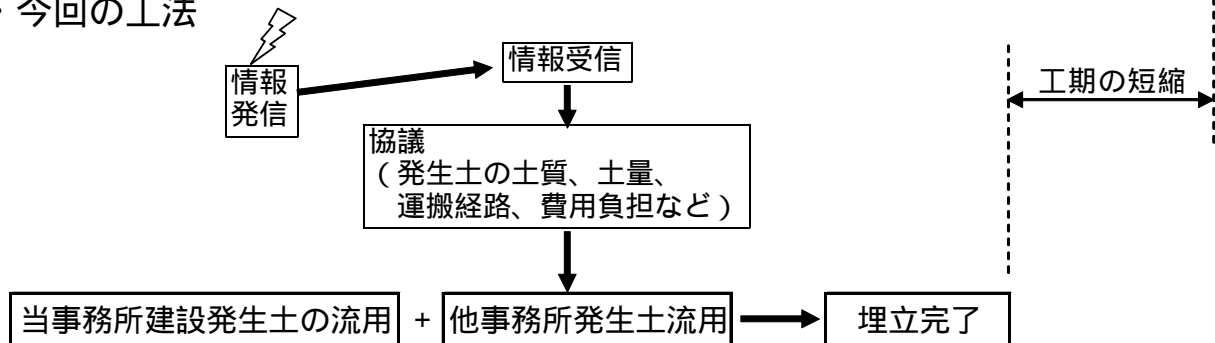 ・今回の工法
情報
発信
情報受信
工期の短縮
協議
（発生土の土質、土量、
運搬経路、費用負担など）
当事務所建設発生土の流用 + 他事務所発生土流用
埋立完了